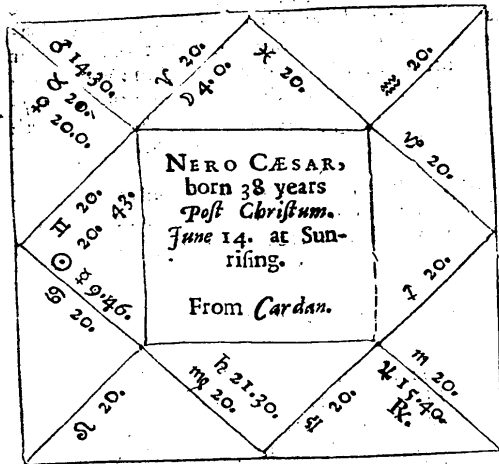 ♂ 14.30.
♉ 20.
♀ 20.0.
♈ 20.
☽ 4.0.
♓ 20.
♒ 20.
♑ 20.
NERO CÆSAR,
born 38 years
Poſt Chriſtum.
June 14. at Sun-
riſing.
From Cardan.
♊ 20.
☉ 20. 43.
☿ 9.46.
♋ 20.
♐ 20.
♌ 20.
♄ 21.30.
♍ 20.
♎ 20.
♏ 20.
♃ 15.40.
℞.